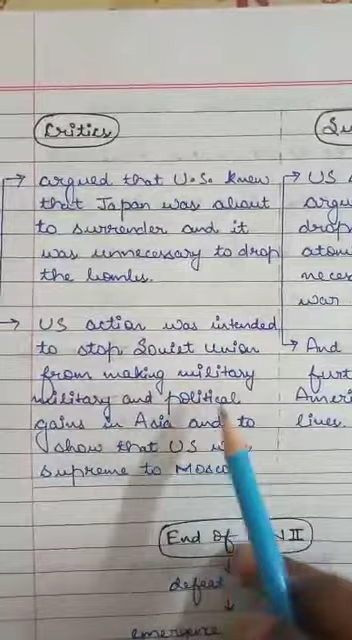 Critics
→ argued that U.S. knew
that Japan was about
to surrender and it
was unnecessary to drop
the bombs.
→ US action was intended
to stop Soviet Union
from making military
military and political
gains in Asia and to
show that US
supreme to
Su
→ US
argu
drop
atom
neces
war
→ And
furt
Ameri
lives.
End of II
defeat
↓
emergence